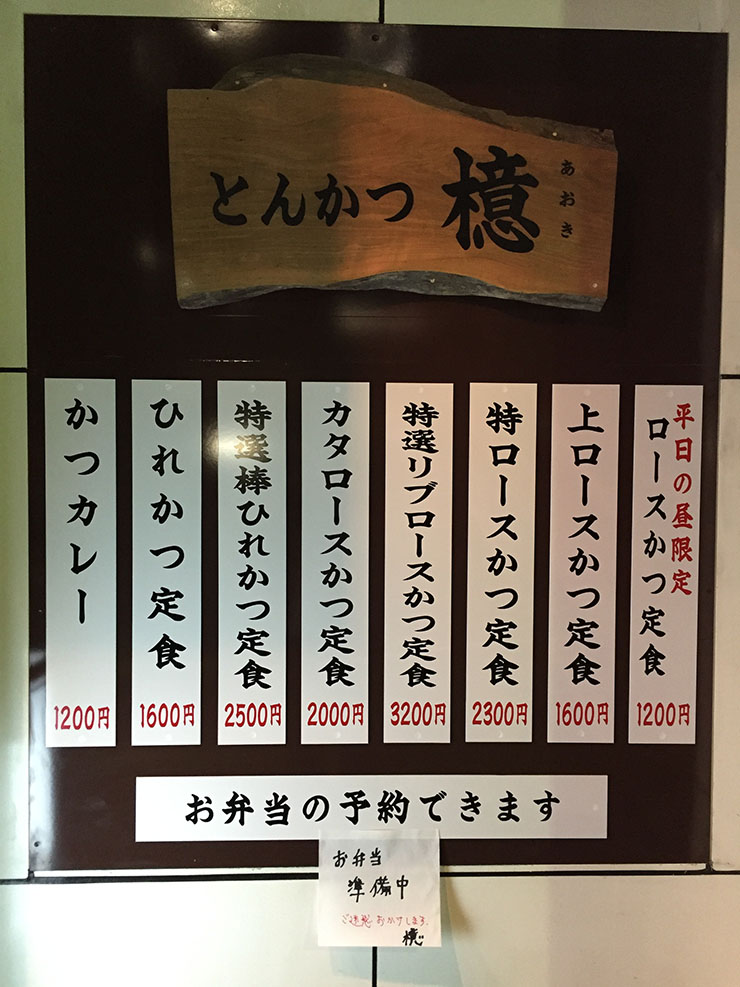 とんかつ 檍
あおき
平日の昼限定
ロースかつ定食
1200円
上ロースかつ定食
1600円
特ロースかつ定食
2300円
特選リブロースかつ定食
3200円
カタロースかつ定食
2000円
特選棒ひれかつ定食
2500円
ひれかつ定食
1600円
かつカレー
1200円
お弁当の予約できます
お弁当
準備中
ご迷惑おかけします。
檍